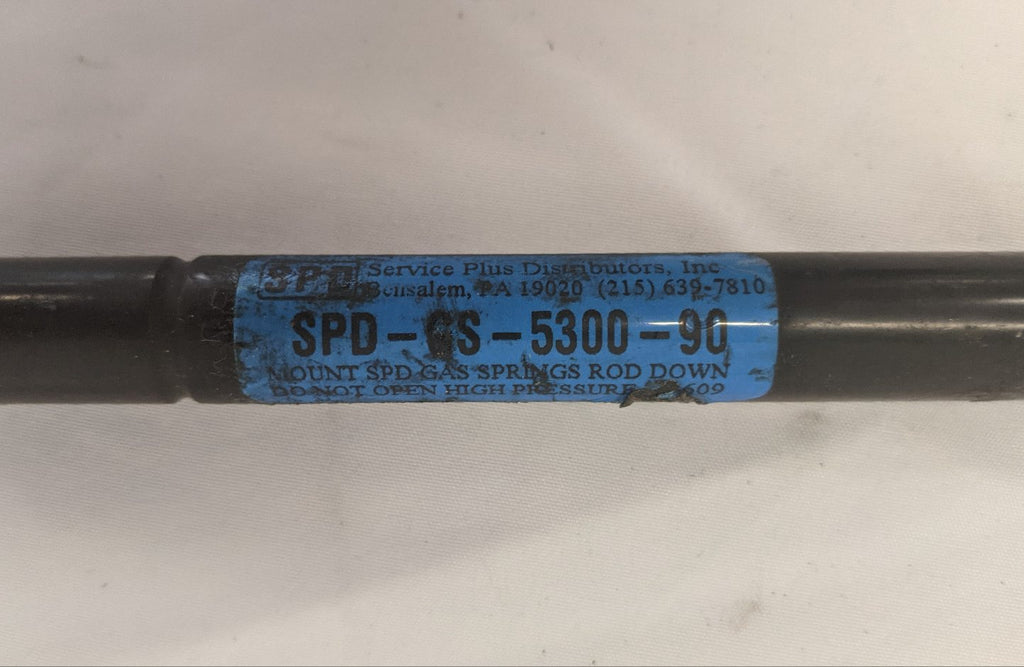 SPD Service Plus Distributors, Inc
Bensalem, PA 19020 (215) 639-7810
SPD-GS-5300-90
MOUNT SPD GAS SPRINGS ROD DOWN
DO NOT OPEN HIGH PRESSURE